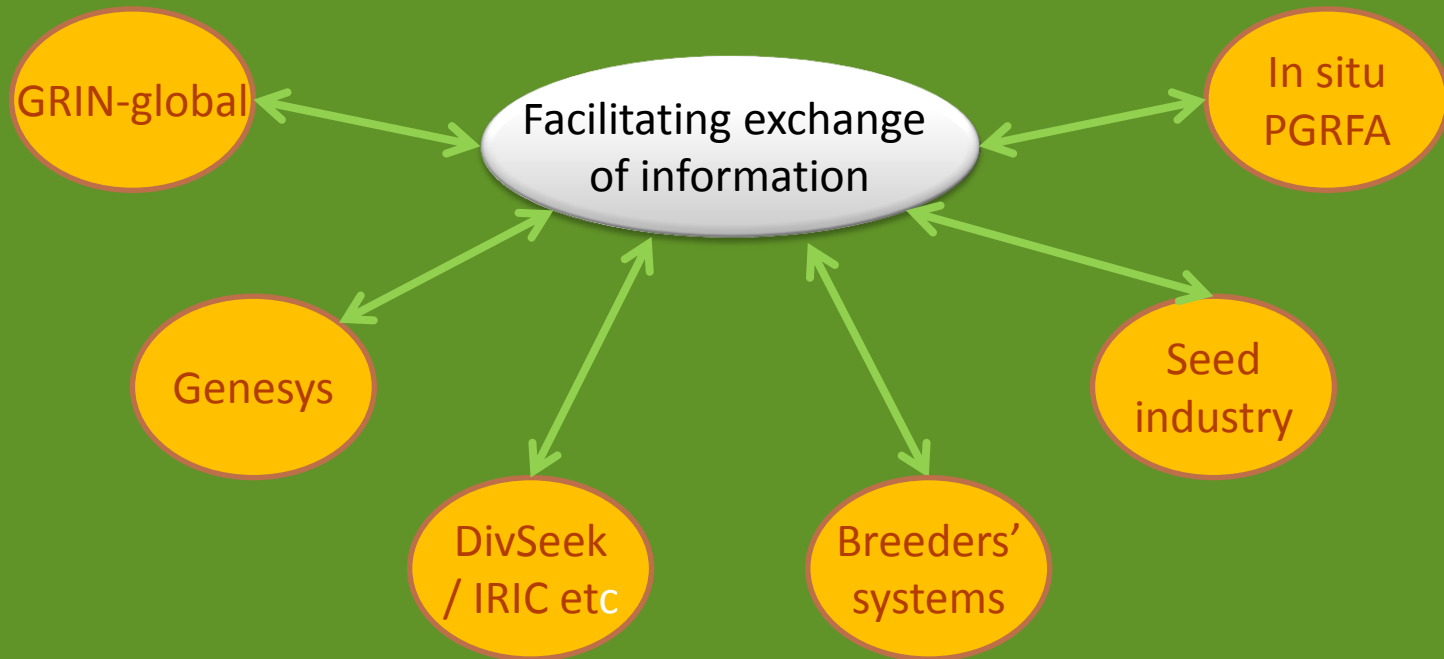 GRIN-global
Facilitating exchange
of information
In situ
PGRFA
Genesys
Seed
industry
DivSeek
/ IRIC etc
Breeders’
systems